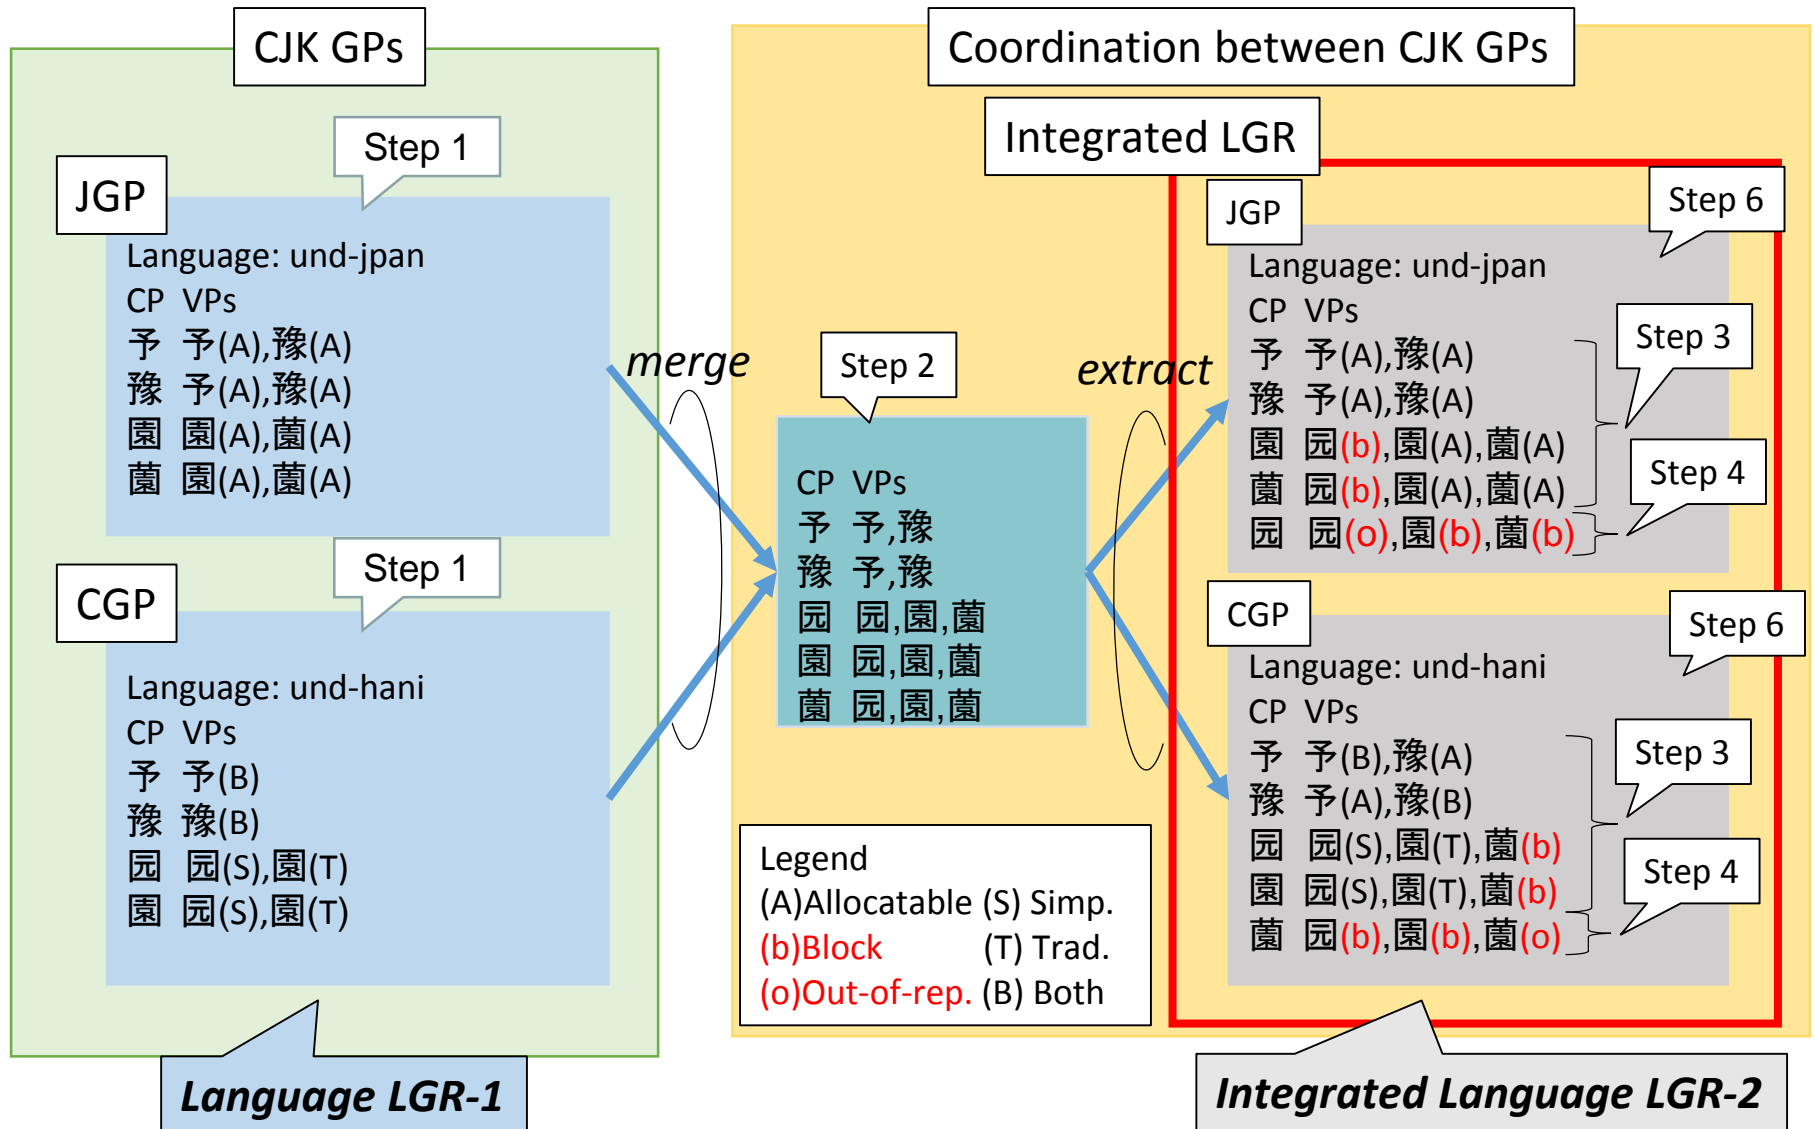 CJK GPs
Step 1
JGP
Language: und-jpan
CP VPs
予 予(A),豫(A)
豫 予(A),豫(A)
園 園(A),薗(A)
薗 園(A),薗(A)
Step 1
CGP
Language: und-hani
CP VPs
予 予(B)
豫 豫(B)
园 园(S),園(T)
園 园(S),園(T)
Language LGR-1
merge
Coordination between CJK GPs
Step 2
CP VPs
予 予,豫
豫 予,豫
园 园,園,薗
園 园,園,薗
薗 园,園,薗
extract
Legend
(A)Allocatable (S) Simp.
(b)Block (T) Trad.
(o)Out-of-rep. (B) Both
Integrated LGR
JGP
Step 6
Language: und-jpan
CP VPs
予 予(A),豫(A)
豫 予(A),豫(A)
園 园(b),園(A),薗(A)
薗 园(b),園(A),薗(A)
园 园(o),園(b),薗(b)
Step 3
Step 4
CGP
Step 6
Language: und-hani
CP VPs
予 予(B),豫(A)
豫 予(A),豫(B)
园 园(S),園(T),薗(b)
園 园(S),園(T),薗(b)
薗 园(b),園(b),薗(o)
Step 3
Step 4
Integrated Language LGR-2